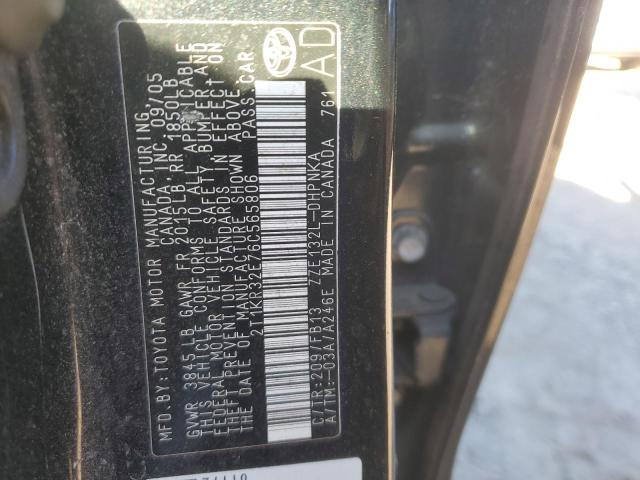 MFD.BY:TOYOTA MOTOR MANUFACTURING
CANADA, INC. 09/05
GVWR 3845LB GAWR FR 2015LB RR 1850LB
THIS VEHICLE CONFORMS TO ALL APPLICABLE
FEDERAL MOTOR VEHICLE SAFETY, BUMPER AND
THEFT PREVENTION STANDARDS IN EFFECT ON
THE DATE OF MANUFACTURE SHOWN ABOVE.
2T1KR32E76C565806 PASS.CAR
C/TR:209/FB13 ZZE132L-DHPNKA
A/TM:-03A/A246E MADE IN CANADA 761
AD